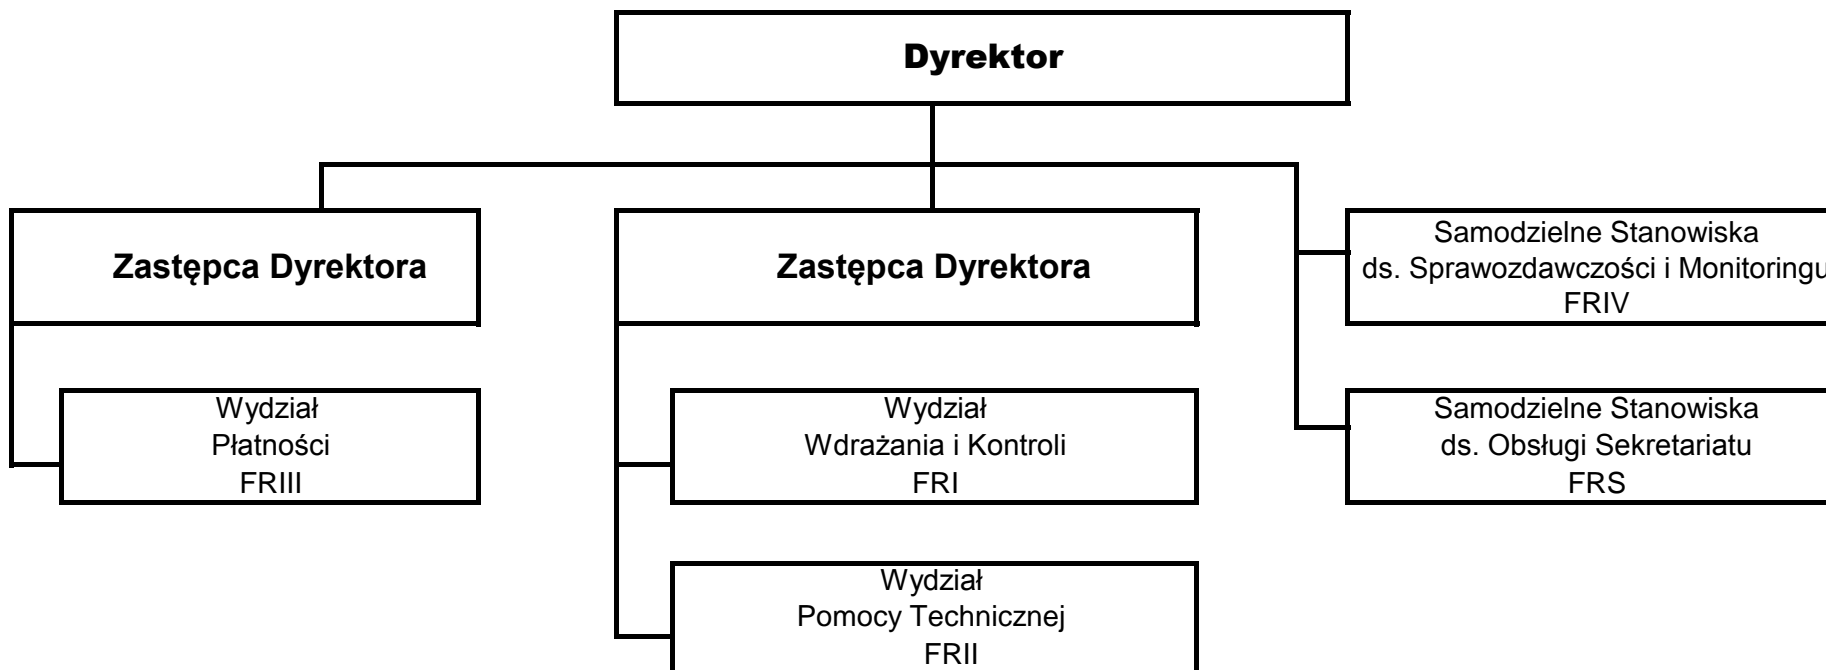 Dyrektor
Zastępca Dyrektora
Wydział
Płatności
FRIII
Zastępca Dyrektora
Wydział
Wdrażania i Kontroli
FRI
Wydział
Pomocy Technicznej
FRII
Samodzielne Stanowiska
ds. Sprawozdawczości i Monitoringu
FRIV
Samodzielne Stanowiska
ds. Obsługi Sekretariatu
FRS